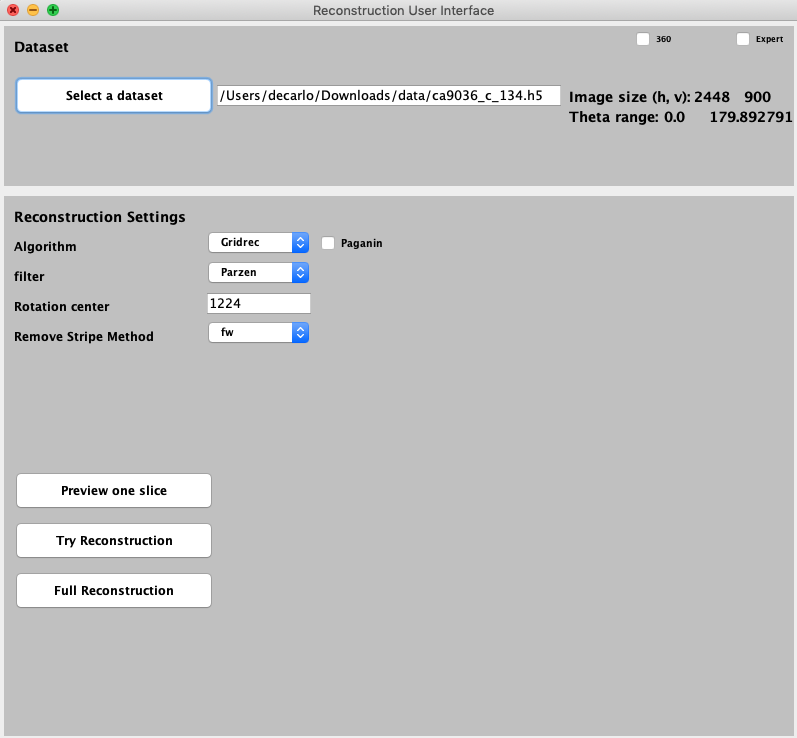 Reconstruction User Interface
Dataset
360
Expert
Select a dataset
/Users/decarlo/Downloads/data/ca9036_c_134.h5
Image size (h, v): 2448 900
Theta range: 0.0 179.892791
Reconstruction Settings
Algorithm Gridrec Paganin
filter Parzen
Rotation center 1224
Remove Stripe Method fw
Preview one slice
Try Reconstruction
Full Reconstruction